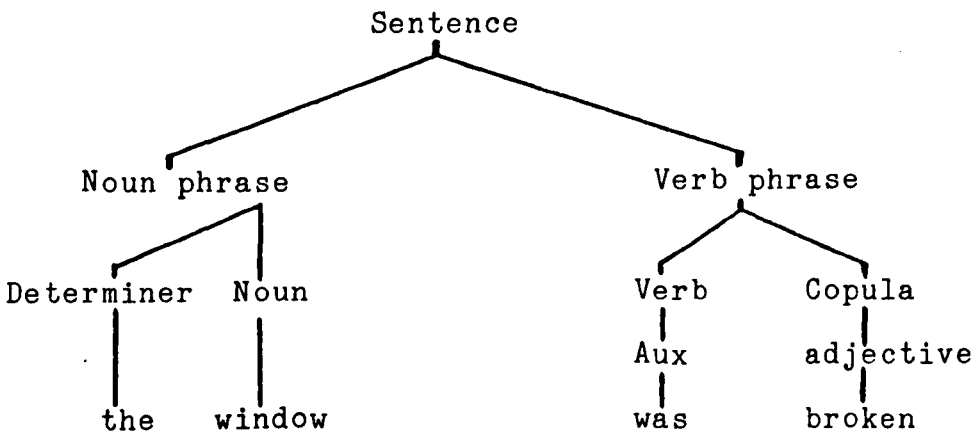 Sentence
Noun phrase Verb phrase
Determiner Noun Verb Copula
Aux adjective
the window was broken